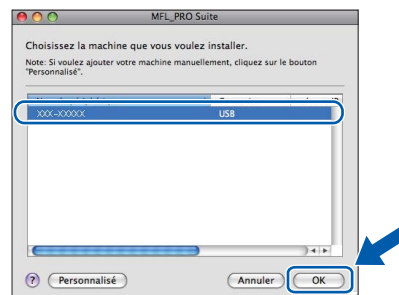 MFL_PRO Suite
Choisissez la machine que vous voulez installer.
Note: Si voulez ajouter votre machine manuellement, cliquez sur le bouton
"Personnalisé".
XXX-XXXXX USB
? Personnalisé Annuler OK